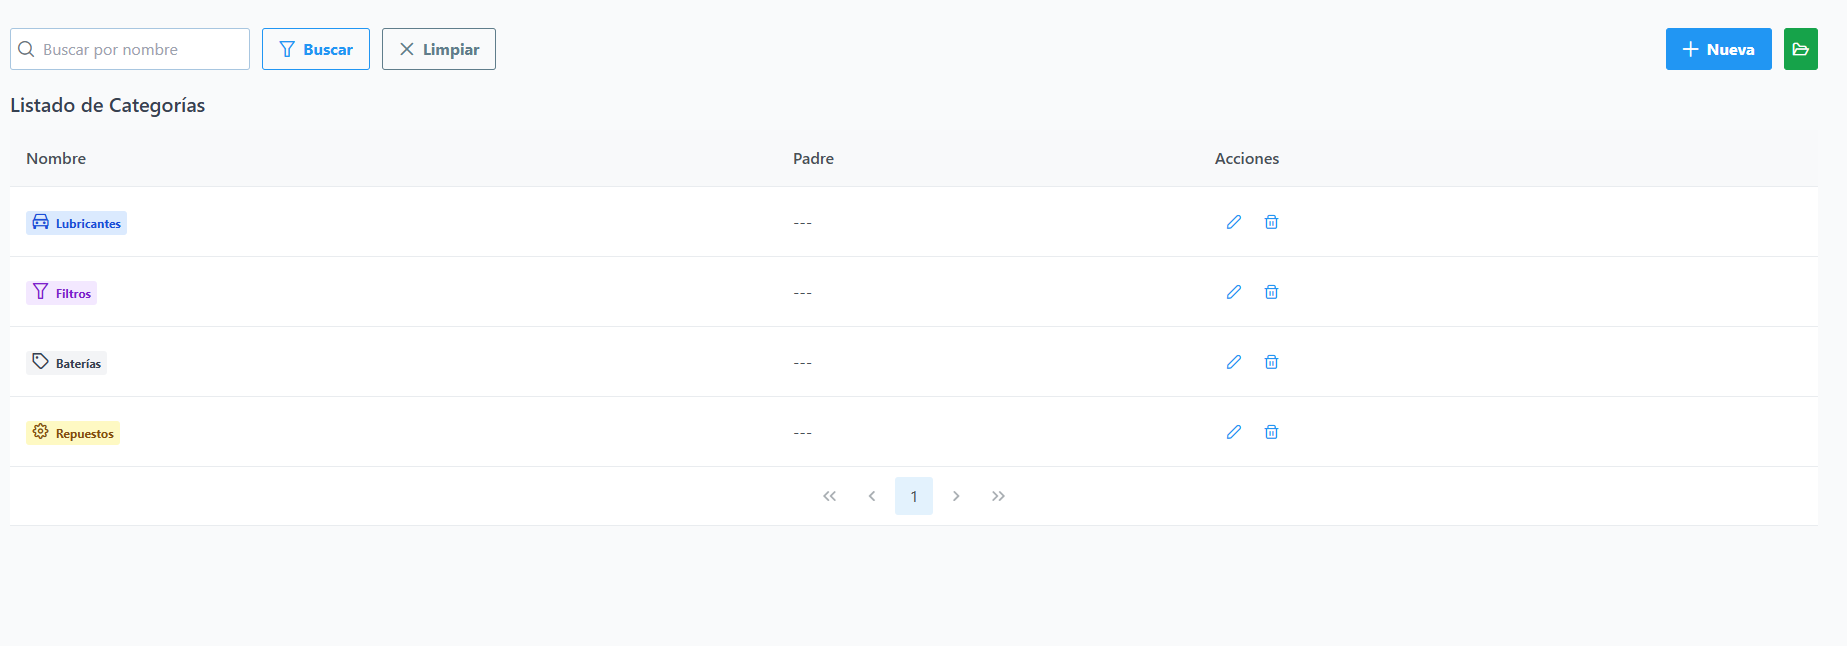 Buscar por nombre Buscar Limpiar Nueva
Listado de Categorías
Nombre Padre Acciones
Lubricantes ---
Filtros ---
Baterías ---
Repuestos ---
1